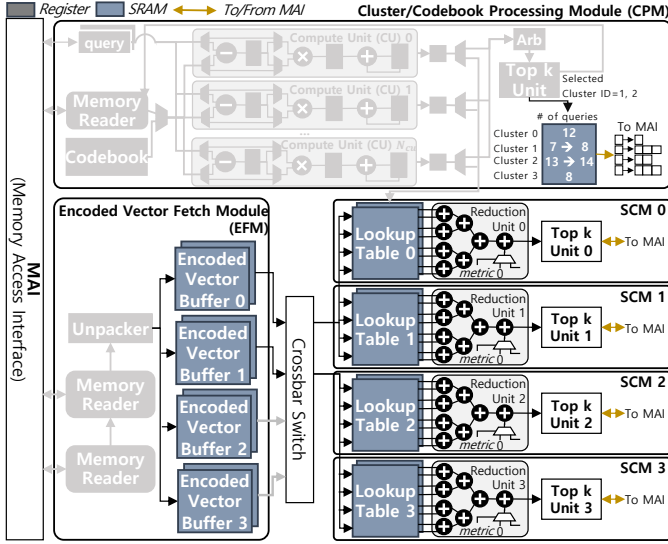 Register SRAM To/From MAI Cluster/Codebook Processing Module (CPM)
query
Compute Unit (CU) 0
Arb
Top k
Unit
Memory
Reader
Compute Unit (CU) 1
Selected
Cluster ID=1, 2
...
# of queries
Codebook
Compute Unit (CU) N_cu
Cluster 0 12
Cluster 1 7 → 8
Cluster 2 13 → 14
Cluster 3 8
To MAI
MAI
(Memory Access Interface)
Encoded Vector Fetch Module
(EFM)
Unpacker
Memory
Reader
Memory
Reader
Encoded
Vector
Buffer 0
Encoded
Vector
Buffer 1
Encoded
Vector
Buffer 2
Encoded
Vector
Buffer 3
Crossbar Switch
SCM 0
Lookup
Table 0
Reduction
Unit 0
metric 0
Top k
Unit 0
To MAI
SCM 1
Lookup
Table 1
Reduction
Unit 1
metric 0
Top k
Unit 1
To MAI
SCM 2
Lookup
Table 2
Reduction
Unit 2
metric 0
Top k
Unit 2
To MAI
SCM 3
Lookup
Table 3
Reduction
Unit 3
metric 0
Top k
Unit 3
To MAI